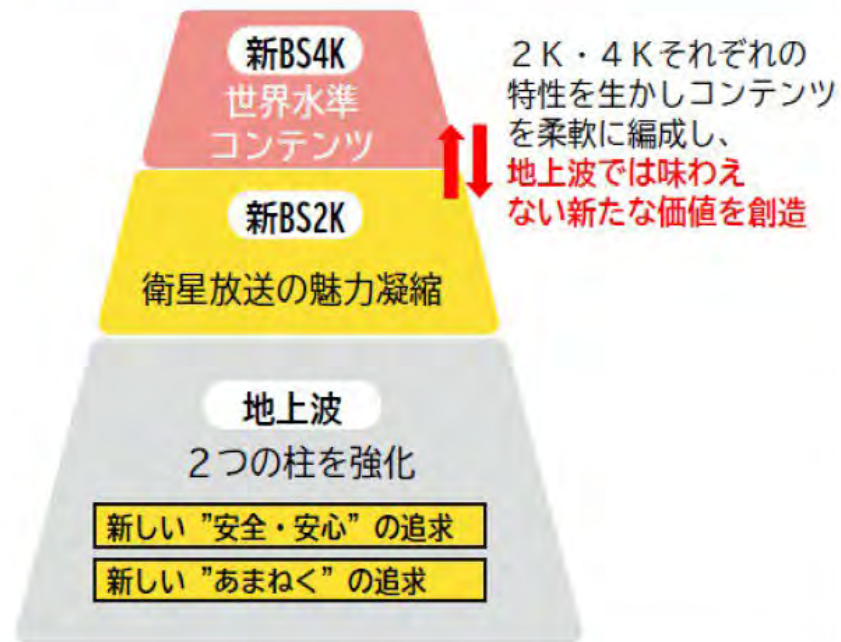 新BS4K
世界水準
コンテンツ
２Ｋ・４Ｋそれぞれの
特性を生かしコンテンツ
を柔軟に編成し、
地上波では味わえ
ない新たな価値を創造
新BS2K
衛星放送の魅力凝縮
地上波
２つの柱を強化
新しい ”安全・安心” の追求
新しい ”あまねく” の追求